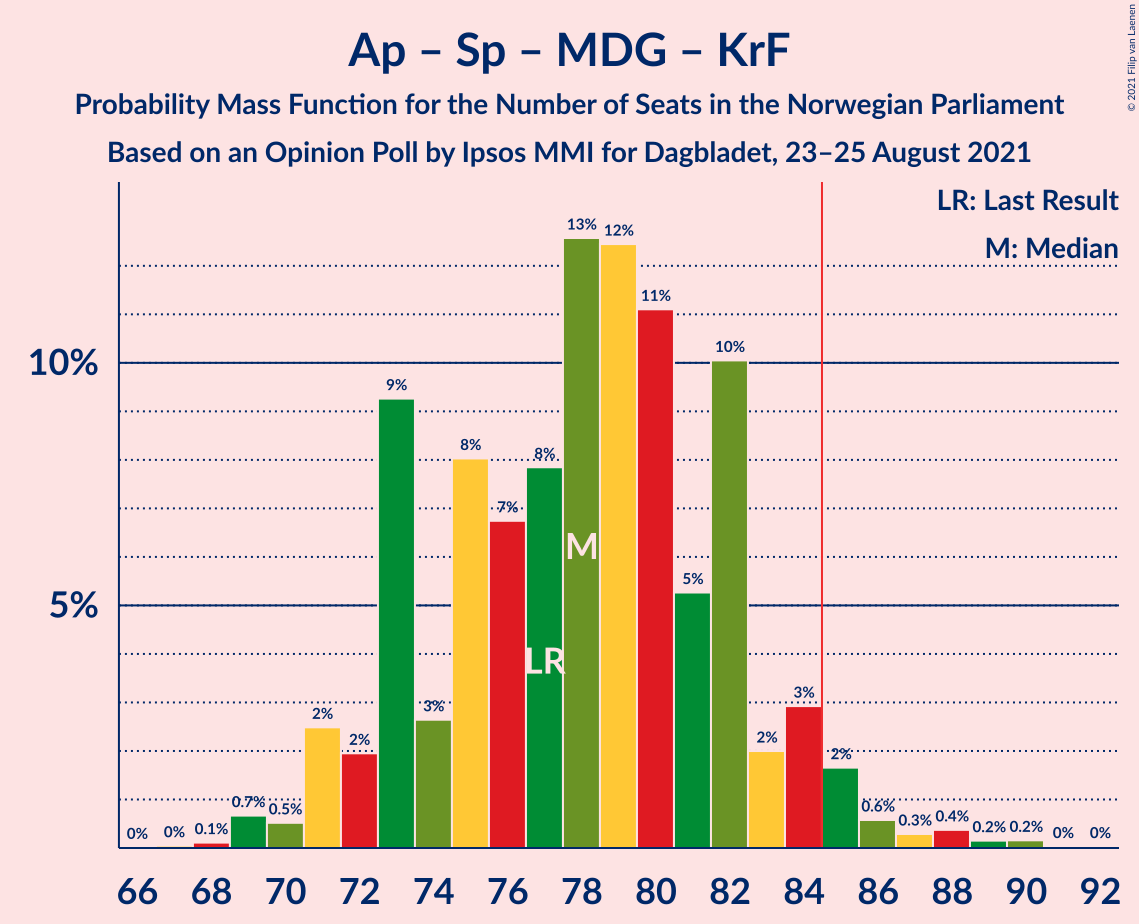 Ap – Sp – MDG – KrF
Probability Mass Function for the Number of Seats in the Norwegian Parliament
Based on an Opinion Poll by Ipsos MMI for Dagbladet, 23–25 August 2021
© 2021 Filip van Laenen
LR: Last Result
M: Median
10%
5%
0% 0% 0.1% 0.7% 0.5% 2% 2% 9% 3% 8% 7% 8% 13% 12% 11% 5% 10% 2% 3% 2% 0.6% 0.3% 0.4% 0.2% 0.2% 0% 0%
M
LR
66 68 70 72 74 76 78 80 82 84 86 88 90 92